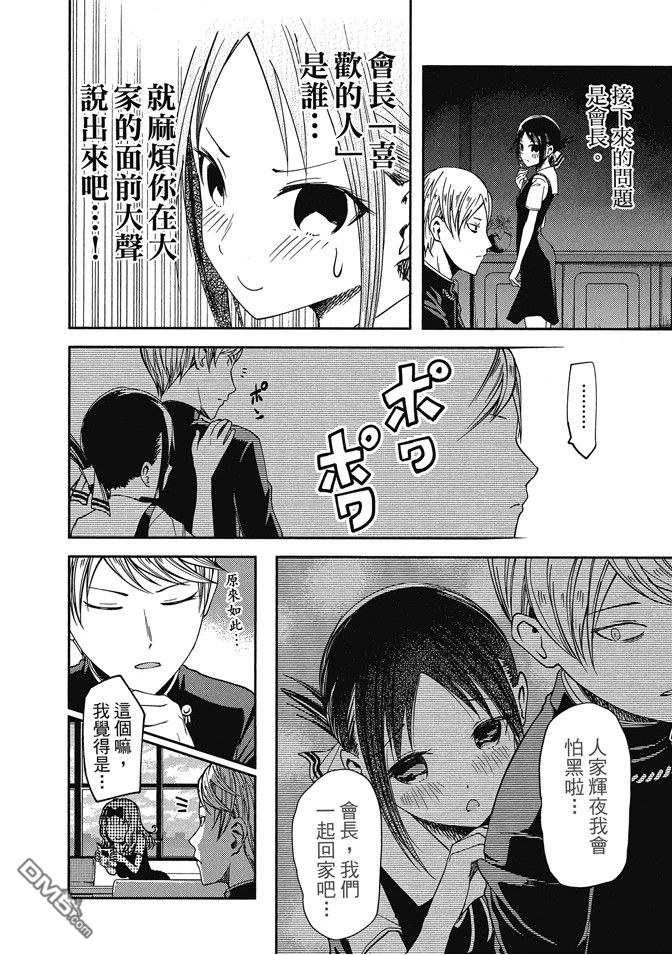 接下來的問題
是會長。
會長「喜
歡的人」
是誰…
就麻煩你在大
家的面前大聲
說出來吧…！
………
ポワ
ポワ
ポン
人家輝夜我會
怕黑啦…
會長，我們
一起回家吧…
原來如此…
這個嘛，
我覺得是…
DM5.com